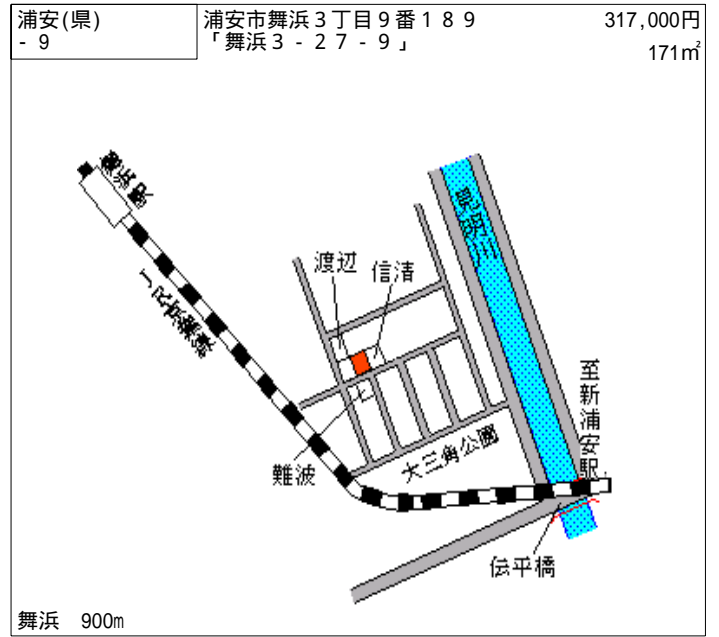 浦安(県)
- 9
浦安市舞浜3丁目9番189
「舞浜3-27-9」
317,000円
171㎡
舞浜駅
JR京葉線
渡辺
信清
見明川
難波
大三角公園
至新浦安駅
伝平橋
舞浜 900m